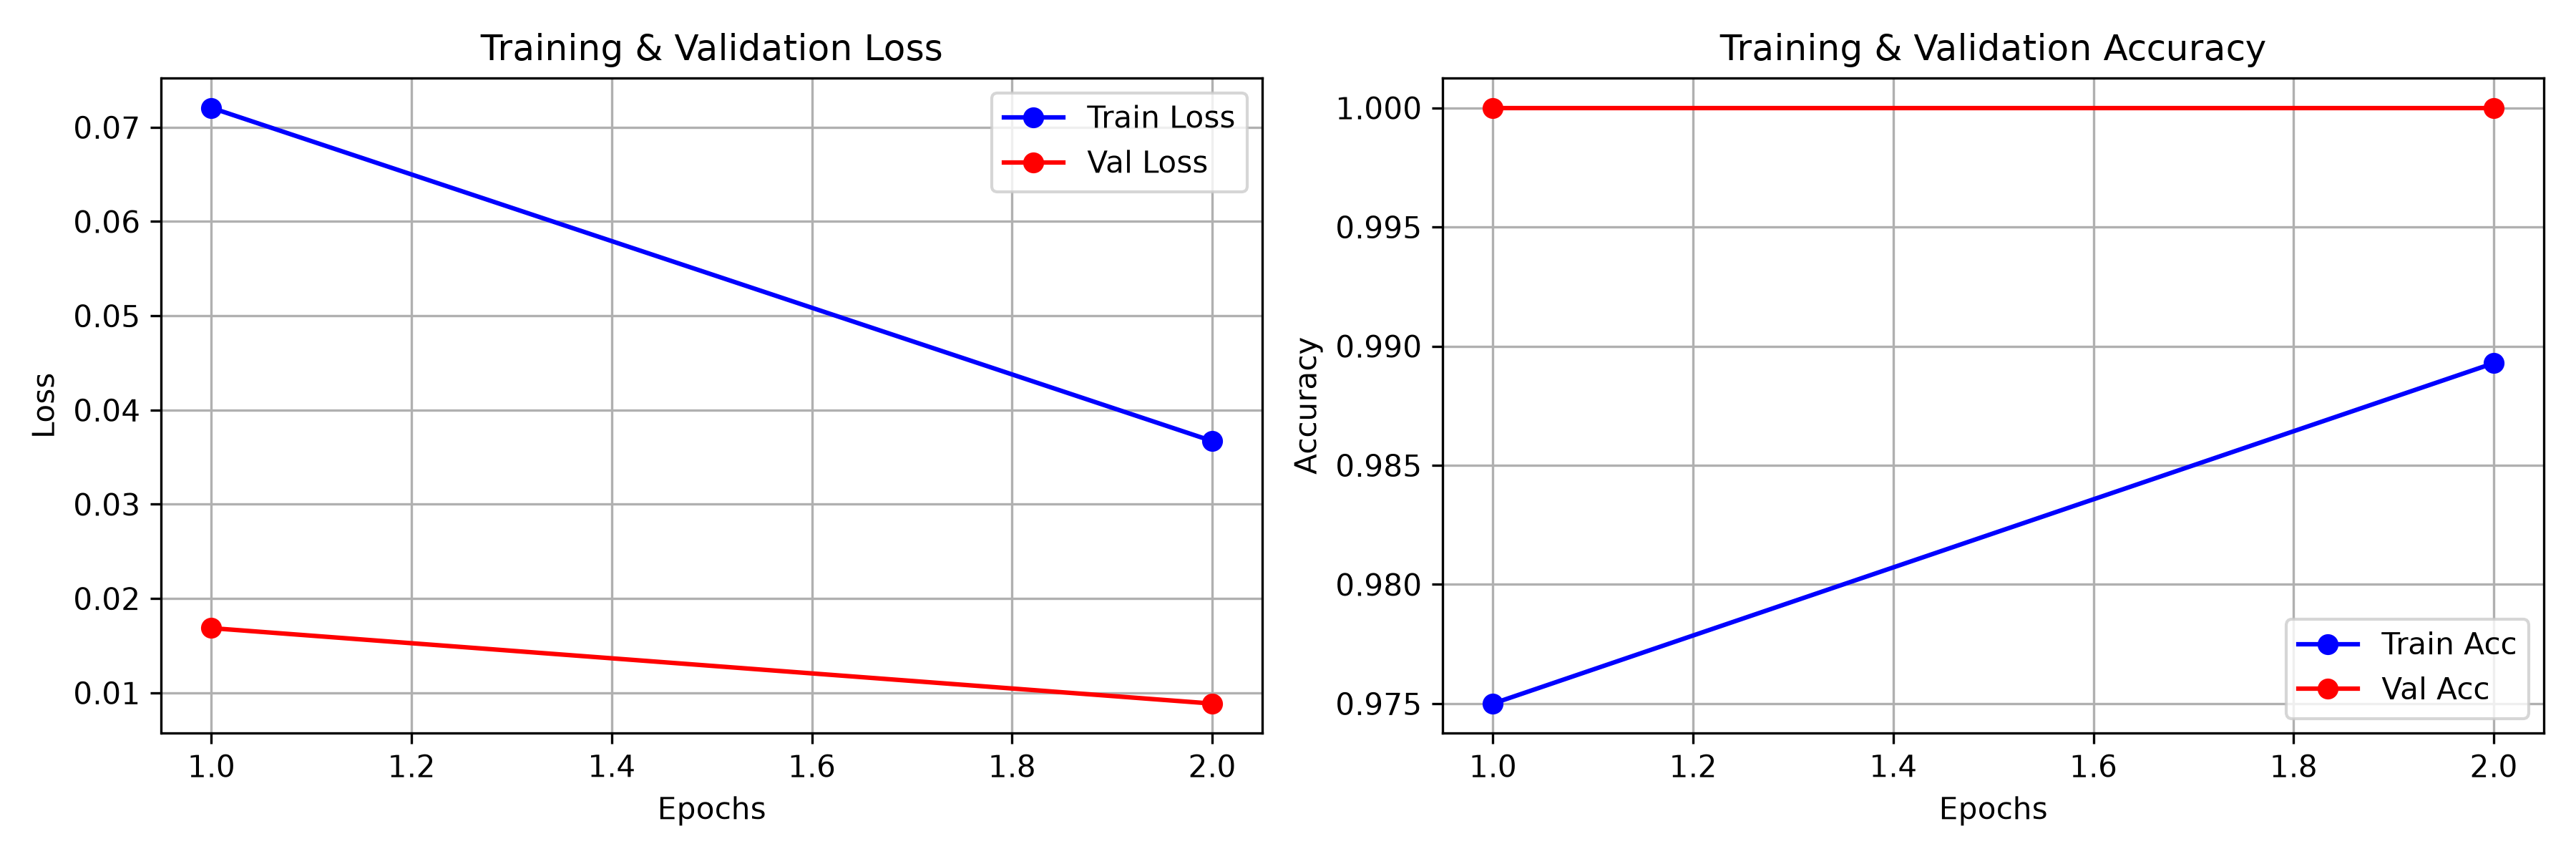 Training & Validation Loss
Train Loss
Val Loss
0.07
0.06
0.05
0.04
0.03
0.02
0.01
Loss
1.0 1.2 1.4 1.6 1.8 2.0
Epochs
Training & Validation Accuracy
1.000
0.995
0.990
0.985
0.980
0.975
Accuracy
Train Acc
Val Acc
1.0 1.2 1.4 1.6 1.8 2.0
Epochs